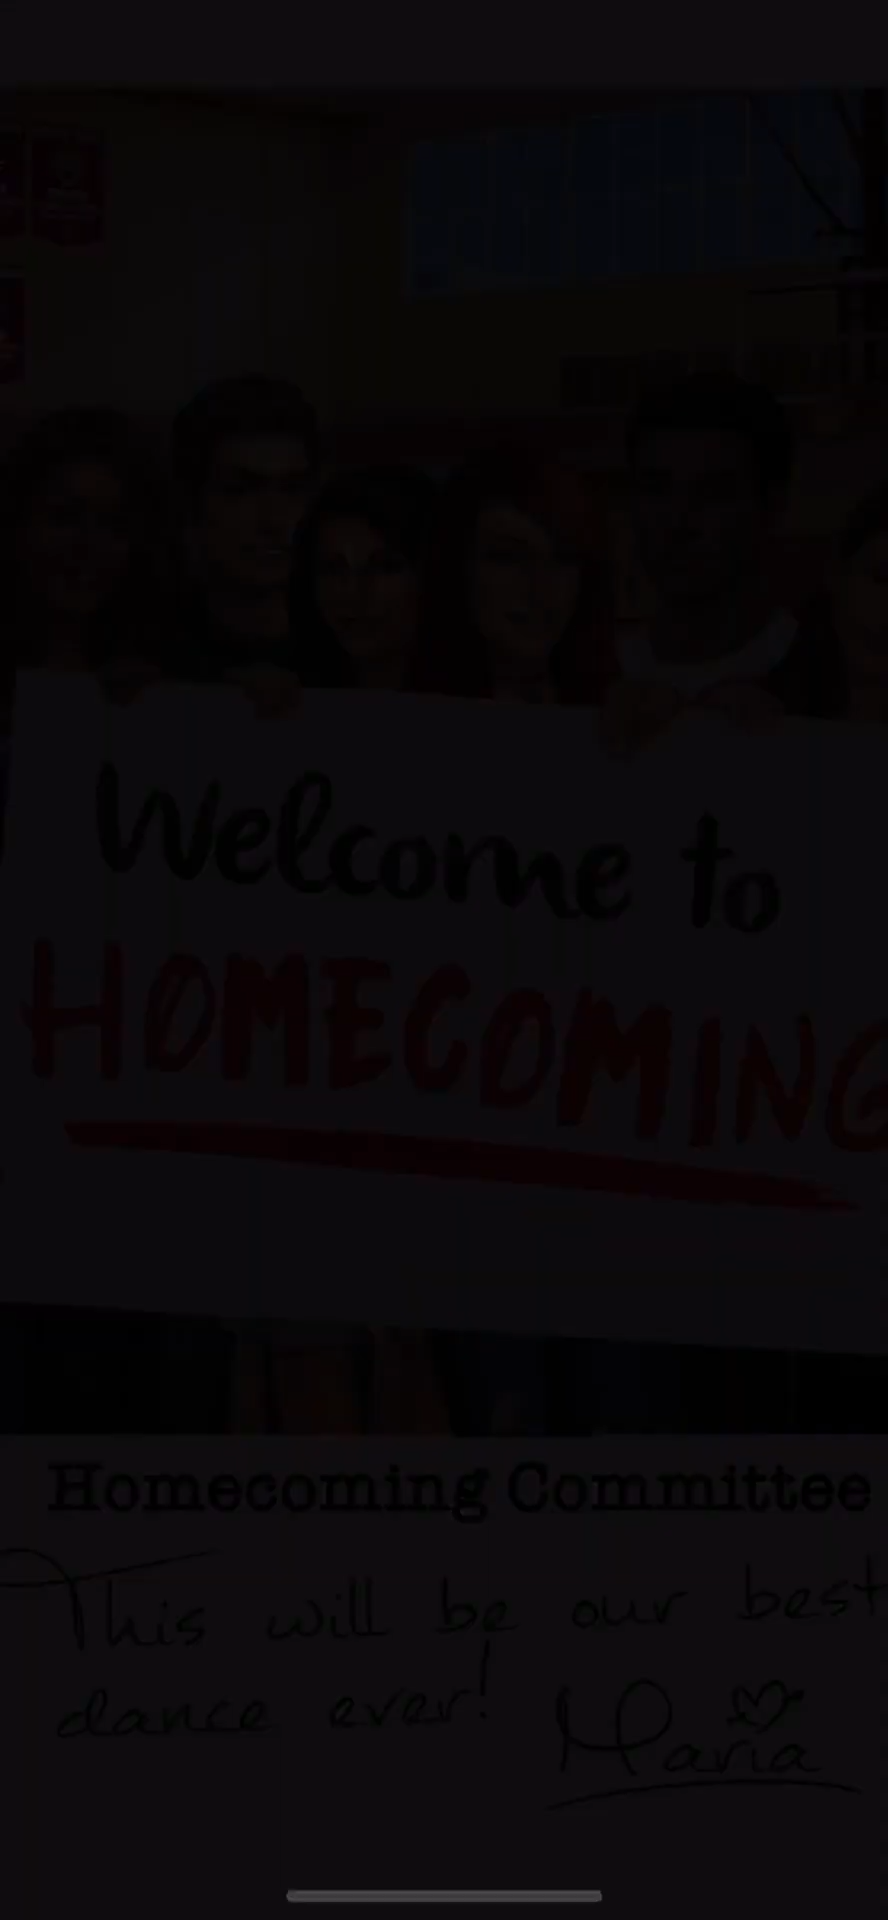 Welcome to
HOMECOMING
Homecoming Committee
This will be our best
dance ever!
Maria